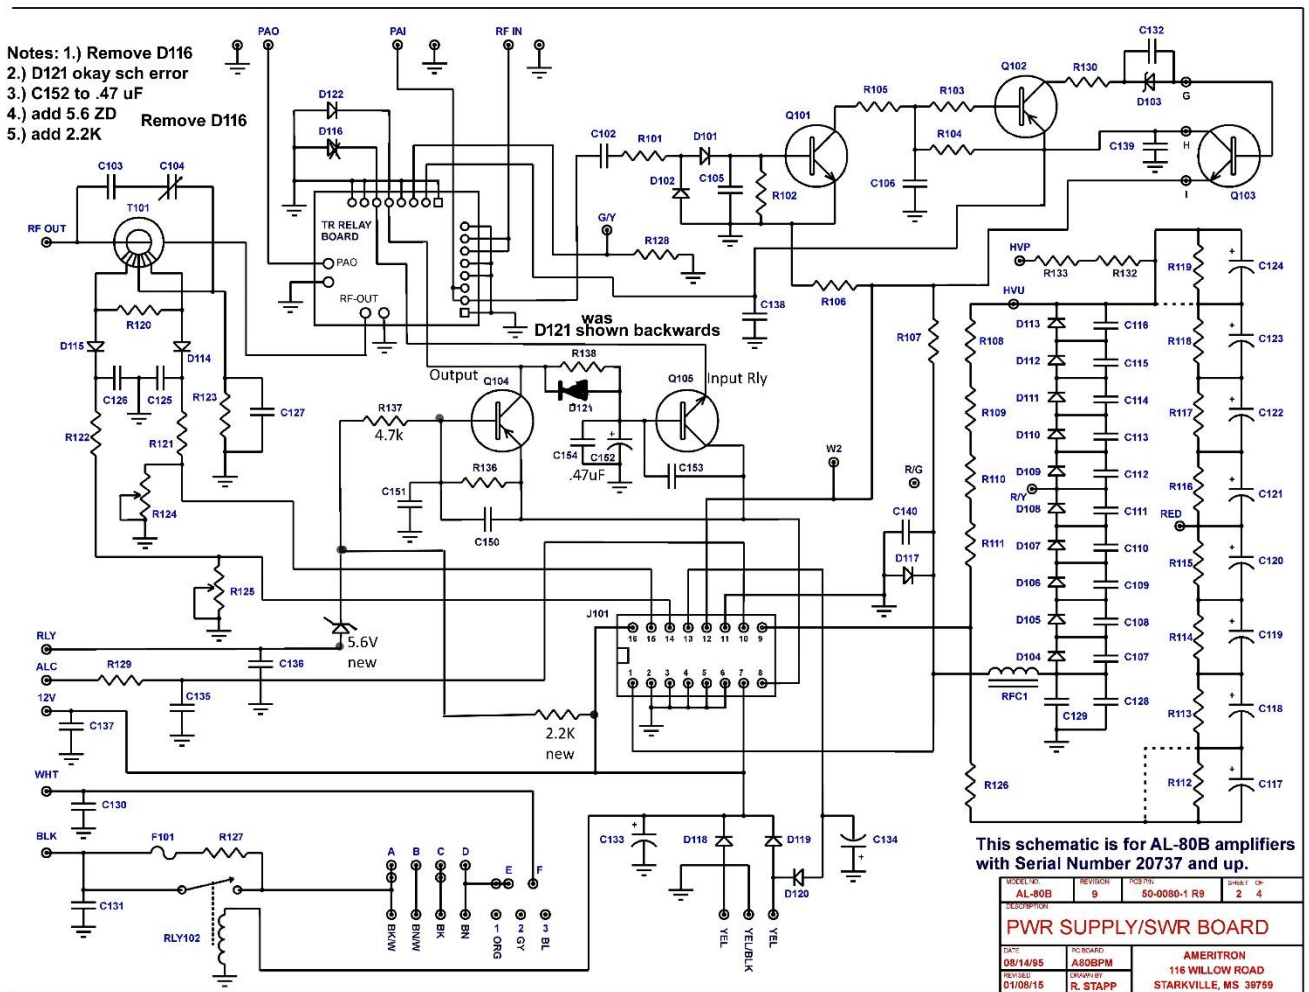 Notes: 1.) Remove D116
2.) D121 okay sch error
3.) C152 to .47 uF
4.) add 5.6 ZD
5.) add 2.2K
Remove D116
PAO
PAI
RF IN
D122
D116
C103
C104
T101
RF OUT
TR RELAY
BOARD
PAO
RF-OUT
C102
R101
D101
D102
C105
R102
Q101
R105
R103
R104
C106
Q102
R130
C132
D103
G
H
I
C139
Q103
G/Y
R128
C138
R106
R107
HVP
R133
R132
HVU
R120
D115
D114
C126
C125
R123
C127
R122
R121
R124
R125
was
D121 shown backwards
R138
D121
Output
Q104
Q105
Input Rly
R137
4.7k
C154
C152
.47uF
C153
R136
C151
C150
W2
R/G
C140
D117
R108
R109
R110
R111
R126
D113
D112
D111
D110
D109
R/Y
D108
D107
D106
D105
D104
C116
C115
C114
C113
C112
C111
C110
C109
C108
C107
C128
C129
RFC1
R119
R118
R117
R116
RED
R115
R114
R113
R112
+
C124
+
C123
+
C122
+
C121
+
C120
+
C119
+
C118
+
C117
J101
16 15 14 13 12 11 10 9
1 2 3 4 5 6 7 8
5.6V
new
2.2K
new
RLY
ALC
R129
C136
12V
C135
C137
WHT
C130
BLK
F101
R127
C131
RLY102
A
B
C
D
E
F
BK/W
BN/W
BK
BN
1 ORG
2 GY
3 BL
C133
+
D118
D119
D120
C134
+
YEL
YEL/BLK
YEL
This schematic is for AL-80B amplifiers
with Serial Number 20737 and up.
MODEL NO.
AL-80B
REVISION
9
PCB P/N
50-0080-1 R9
SHEET OF
2 4
DESCRIPTION
PWR SUPPLY/SWR BOARD
DATE
08/14/95
PC BOARD
A80BPM
REVISED
01/08/15
DRAWN BY
R. STAPP
AMERITRON
116 WILLOW ROAD
STARKVILLE, MS 39759